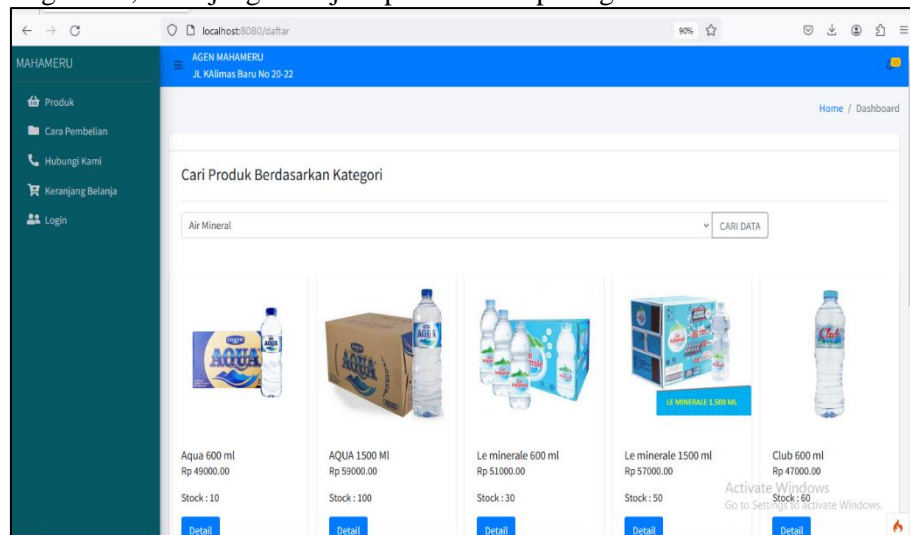 localhost:8080/daftar
90%
MAHAMERU
AGEN MAHAMERU
JL KAlimas Baru No 20-22
Produk
Cara Pembelian
Hubungi Kami
Keranjang Belanja
Login
Home / Dashboard
Cari Produk Berdasarkan Kategori
Air Mineral
CARI DATA
AQUA
AQUA
AQUA
Le Minerale
LE MINERALE 1.500 ML
Club
Aqua 600 ml
Rp 49000.00
Stock : 10
Detail
AQUA 1500 Ml
Rp 59000.00
Stock : 100
Detail
Le minerale 600 ml
Rp 51000.00
Stock : 30
Detail
Le minerale 1500 ml
Rp 57000.00
Stock : 50
Detail
Club 600 ml
Rp 47000.00
Stock : 60
Detail
Activate Windows
Go to Settings to activate Windows.